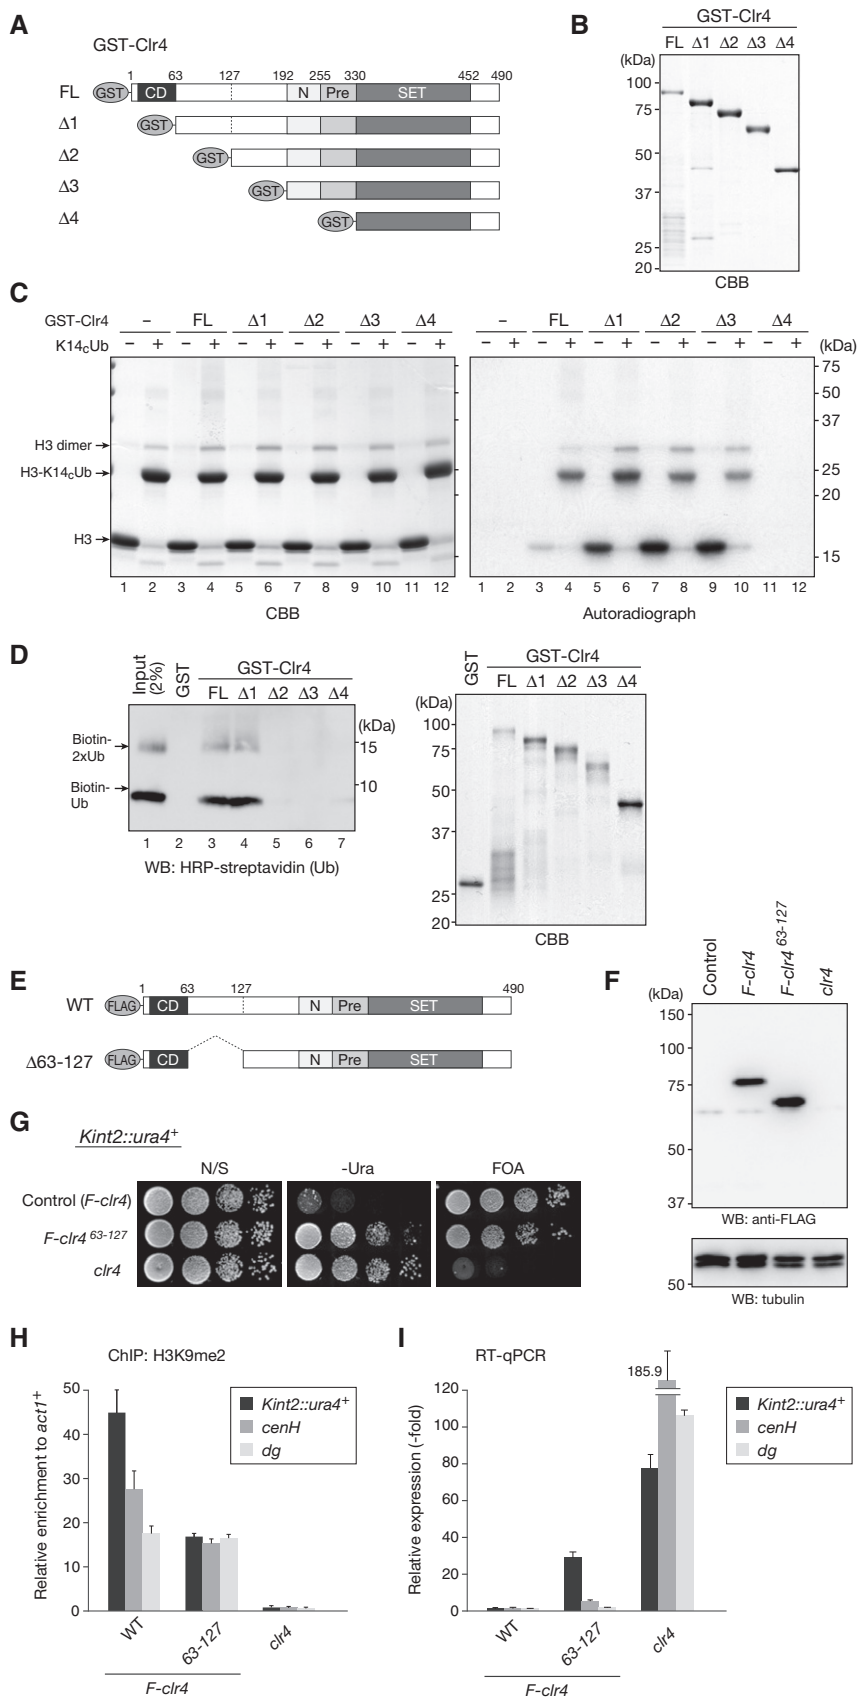 A
GST-Clr4
1 63 127 192 255 330 452 490
FL GST CD N Pre SET
Δ1 GST
Δ2 GST
Δ3 GST
Δ4 GST
B
GST-Clr4
(kDa) FL Δ1 Δ2 Δ3 Δ4
100
75
50
37
25
20
CBB
C
GST-Clr4 – FL Δ1 Δ2 Δ3 Δ4 – FL Δ1 Δ2 Δ3 Δ4
K14cUb – + – + – + – + – + – + – + – + – + – + – + – + (kDa)
75
50
37
H3 dimer
H3-K14cUb
25
20
H3
15
1 2 3 4 5 6 7 8 9 10 11 12 1 2 3 4 5 6 7 8 9 10 11 12
CBB Autoradiograph
D
Input (2%)
GST
GST-Clr4
FL Δ1 Δ2 Δ3 Δ4
(kDa)
Biotin-
2xUb
15
Biotin-
Ub
10
1 2 3 4 5 6 7
WB: HRP-streptavidin (Ub)
GST
GST-Clr4
FL Δ1 Δ2 Δ3 Δ4
(kDa)
100
75
50
37
25
20
CBB
E
1 63 127 490
WT FLAG CD N Pre SET
Δ63-127 FLAG CD N Pre SET
F
Control
F-clr4
F-clr4 63-127
clr4
(kDa)
150
100
75
50
37
WB: anti-FLAG
50
WB: tubulin
G
Kint2::ura4+
N/S -Ura FOA
Control (F-clr4)
F-clr4 63-127
clr4
H
ChIP: H3K9me2
Relative enrichment to act1+
50
40
30
20
10
0
Kint2::ura4+
cenH
dg
WT 63-127 clr4
F-clr4
I
RT-qPCR
Relative expression (-fold)
185.9
120
100
80
60
40
20
0
Kint2::ura4+
cenH
dg
WT 63-127 clr4
F-clr4